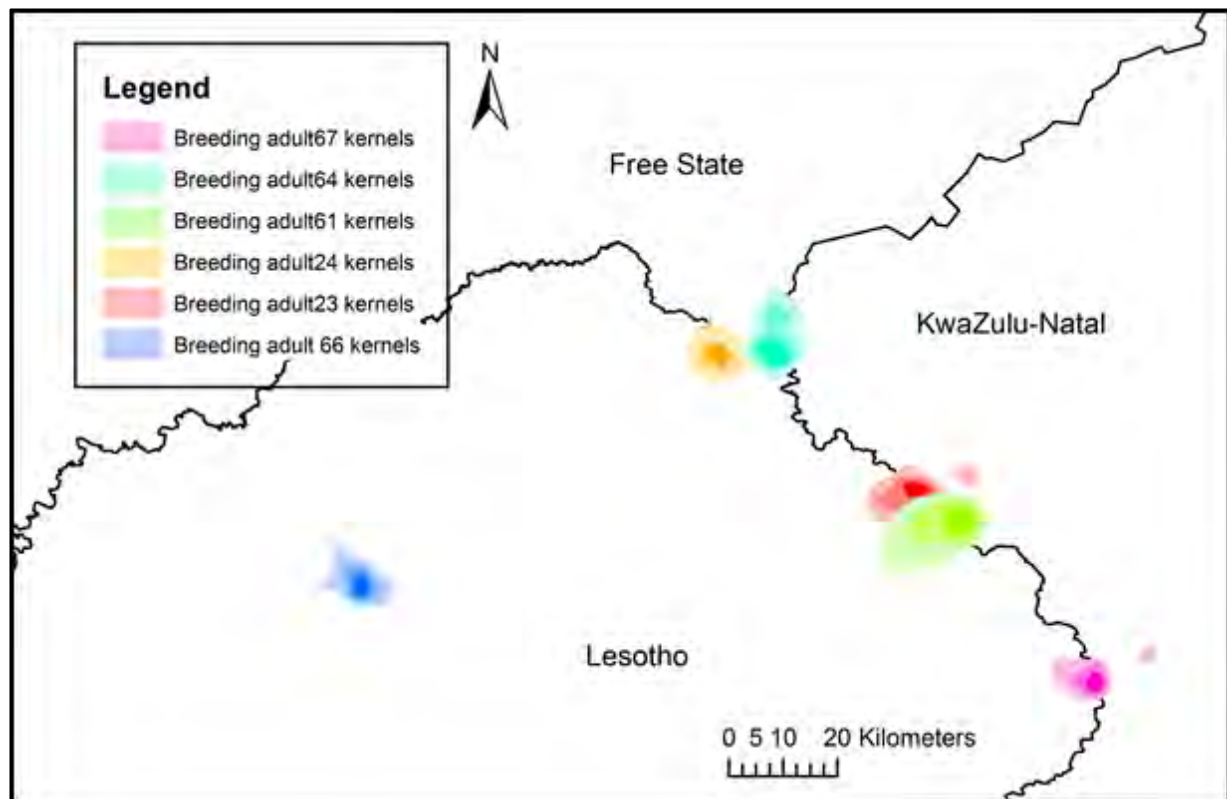 Legend
Breeding adult67 kernels
Breeding adult64 kernels
Breeding adult61 kernels
Breeding adult24 kernels
Breeding adult23 kernels
Breeding adult 66 kernels
N
Free State
KwaZulu-Natal
Lesotho
0 5 10 20 Kilometers